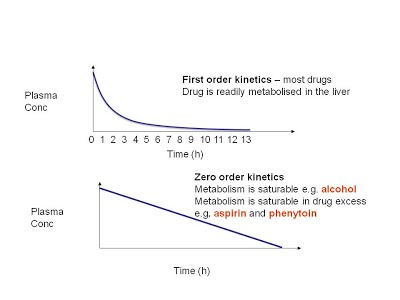 First order kinetics – most drugs
Drug is readily metabolised in the liver
Plasma
Conc
0 1 2 3 4 5 6 7 8 9 10 11 12 13
Time (h)
Zero order kinetics
Metabolism is saturable e.g. alcohol
Metabolism is saturable in drug excess
e.g. aspirin and phenytoin
Plasma
Conc
Time (h)